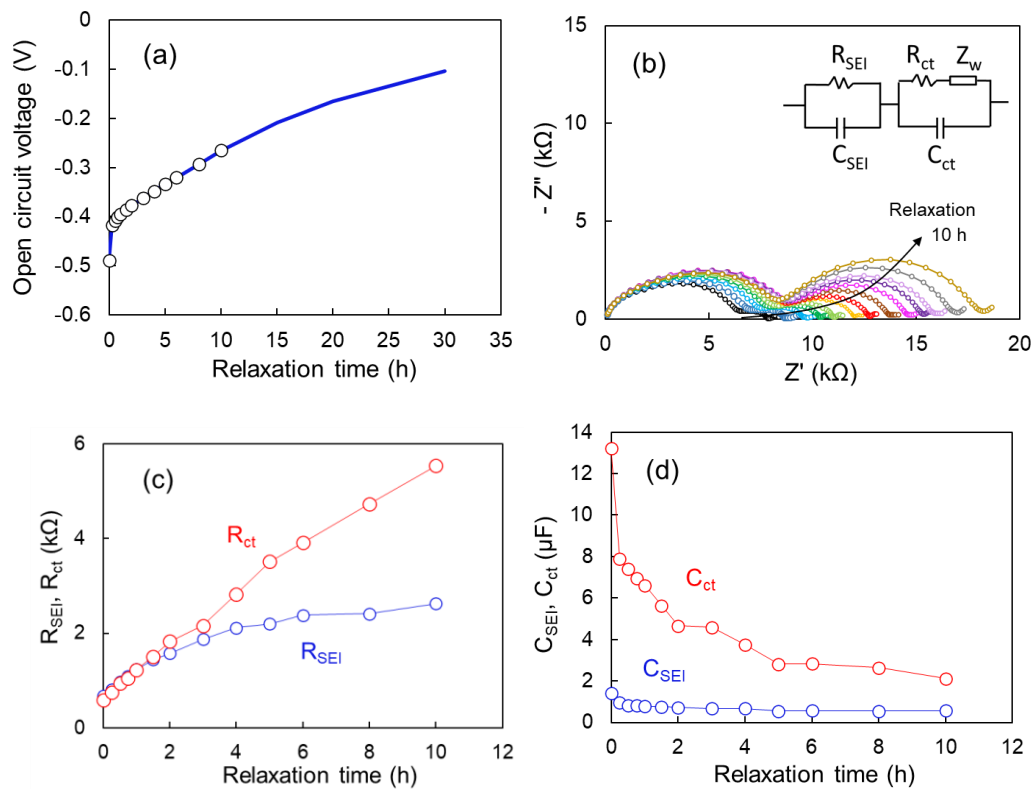 (a)
Open circuit voltage (V)
0
-0.1
-0.2
-0.3
-0.4
-0.5
-0.6
0 5 10 15 20 25 30 35
Relaxation time (h)
(b)
- Z" (kΩ)
15
10
5
0
0 5 10 15 20
Z' (kΩ)
R_SEI
C_SEI
R_ct
Z_w
C_ct
Relaxation
10 h
(c)
R_SEI, R_ct (kΩ)
6
4
2
0
0 2 4 6 8 10 12
Relaxation time (h)
R_ct
R_SEI
(d)
C_SEI, C_ct (µF)
14
12
10
8
6
4
2
0
0 2 4 6 8 10 12
Relaxation time (h)
C_ct
C_SEI